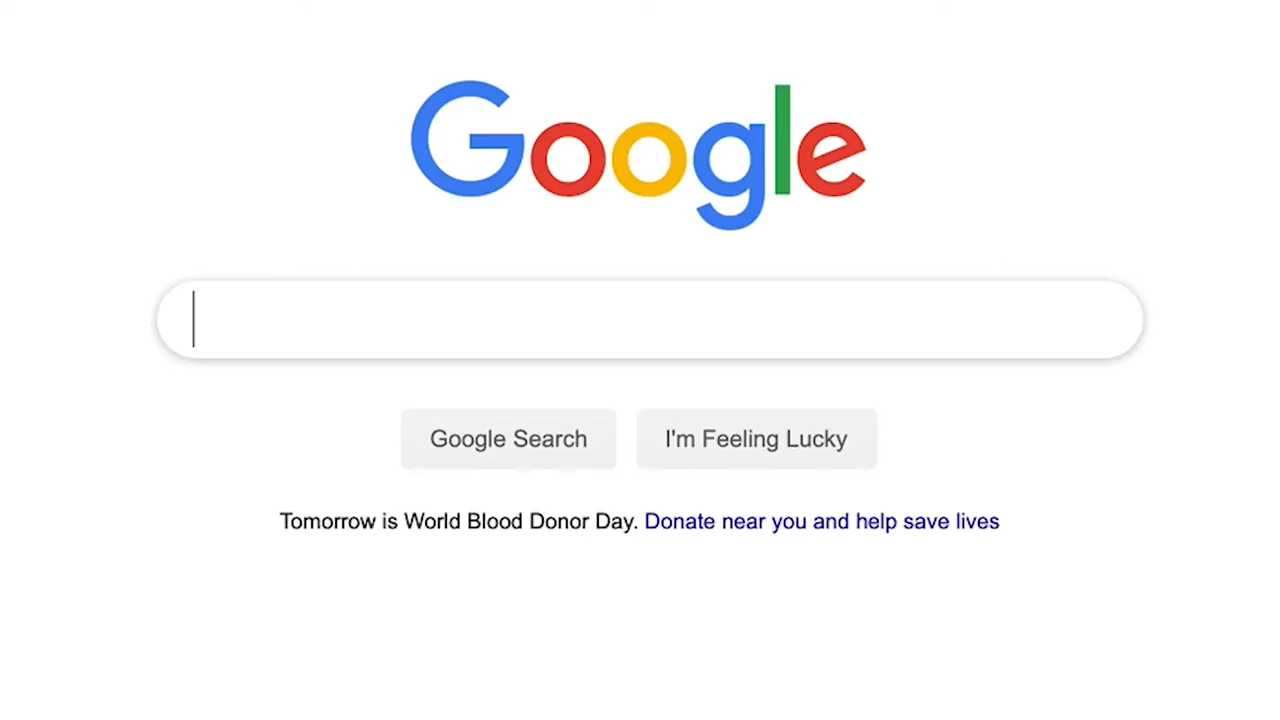 Google
Google Search
I'm Feeling Lucky
Tomorrow is World Blood Donor Day. Donate near you and help save lives